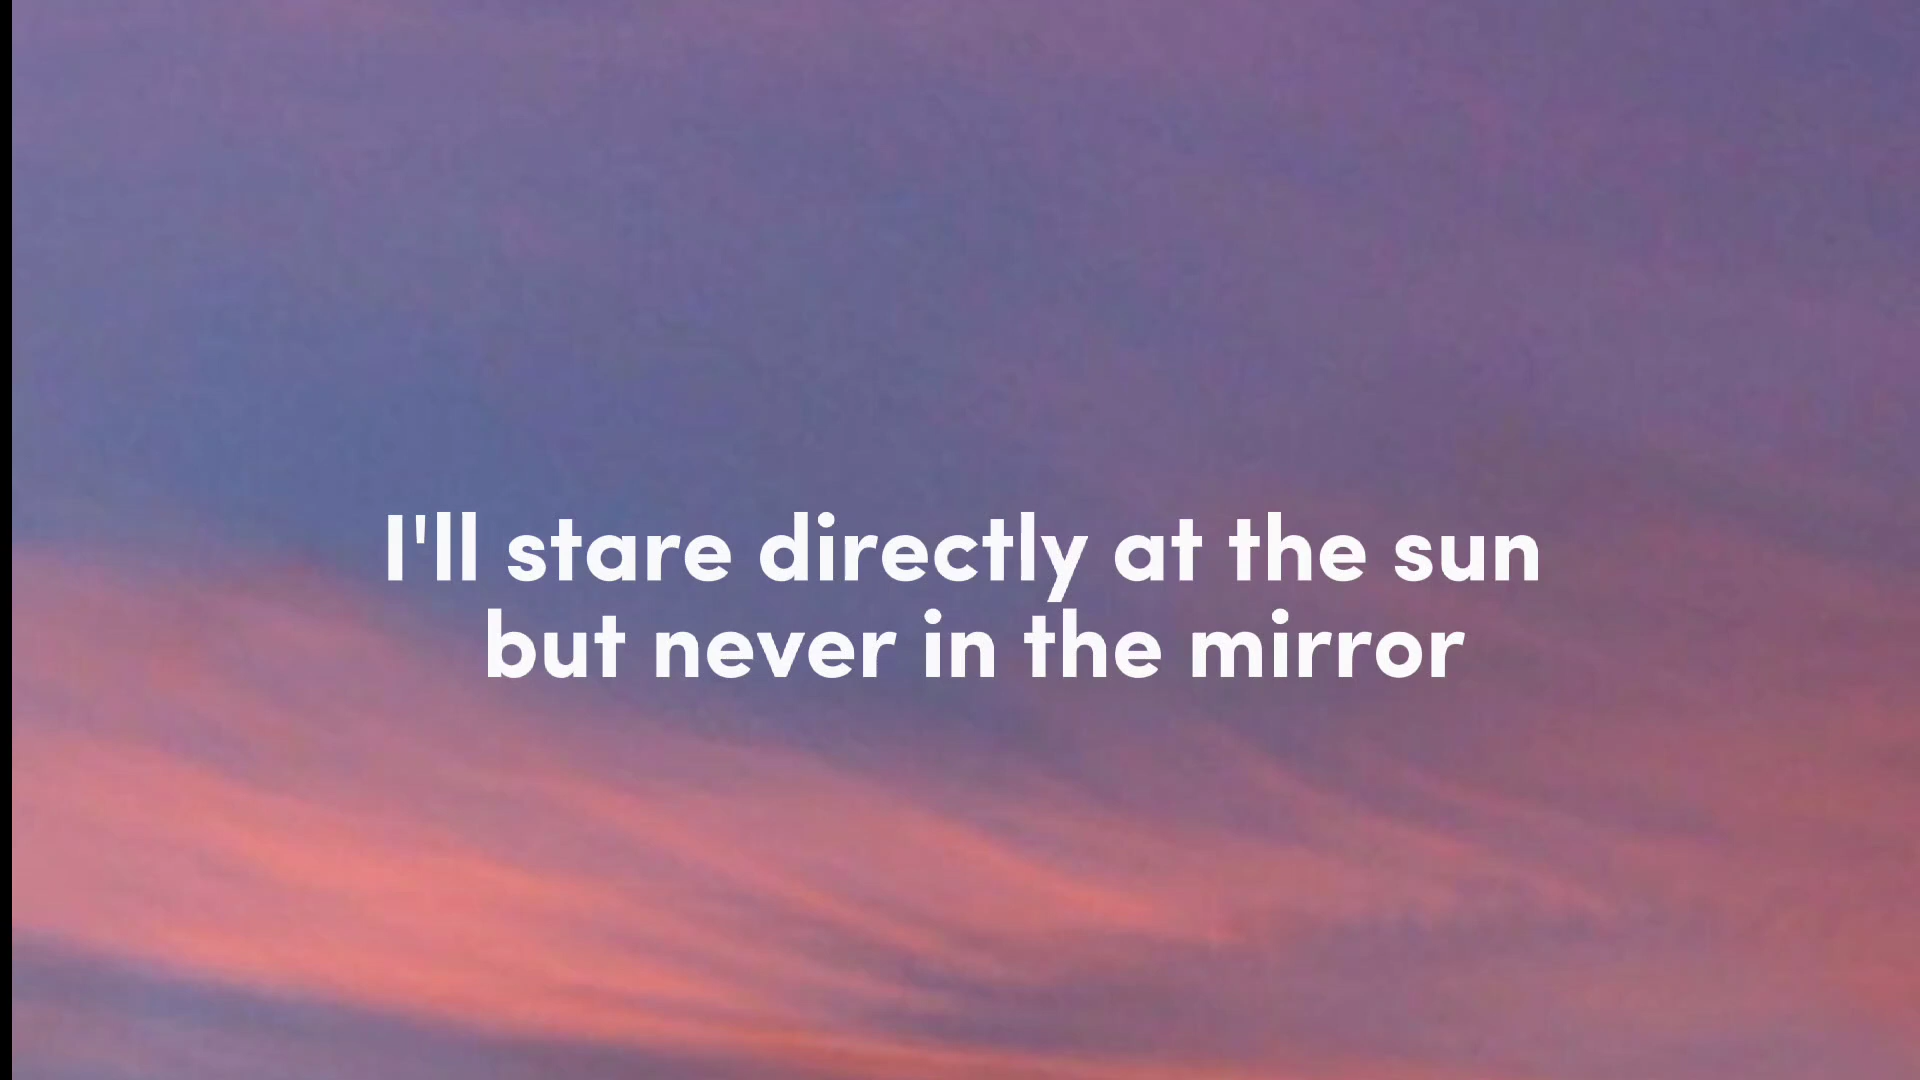 I'll stare directly at the sun
but never in the mirror